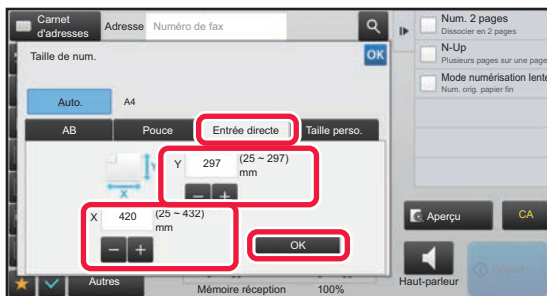 Carnet
d'adresses
Adresse
Numéro de fax
Num. 2 pages
Dissocier en 2 pages
N-Up
Plusieurs pages sur une page
Mode numérisation lente
Num. orig. papier fin
Taille de num.
OK
Auto.
A4
AB
Pouce
Entrée directe
Taille perso.
Y
Y 297 (25 ~ 297)
mm
X
X 420 (25 ~ 432)
mm
OK
Aperçu
CA
Autres
Mémoire réception 100%
Haut-parleur
Départ